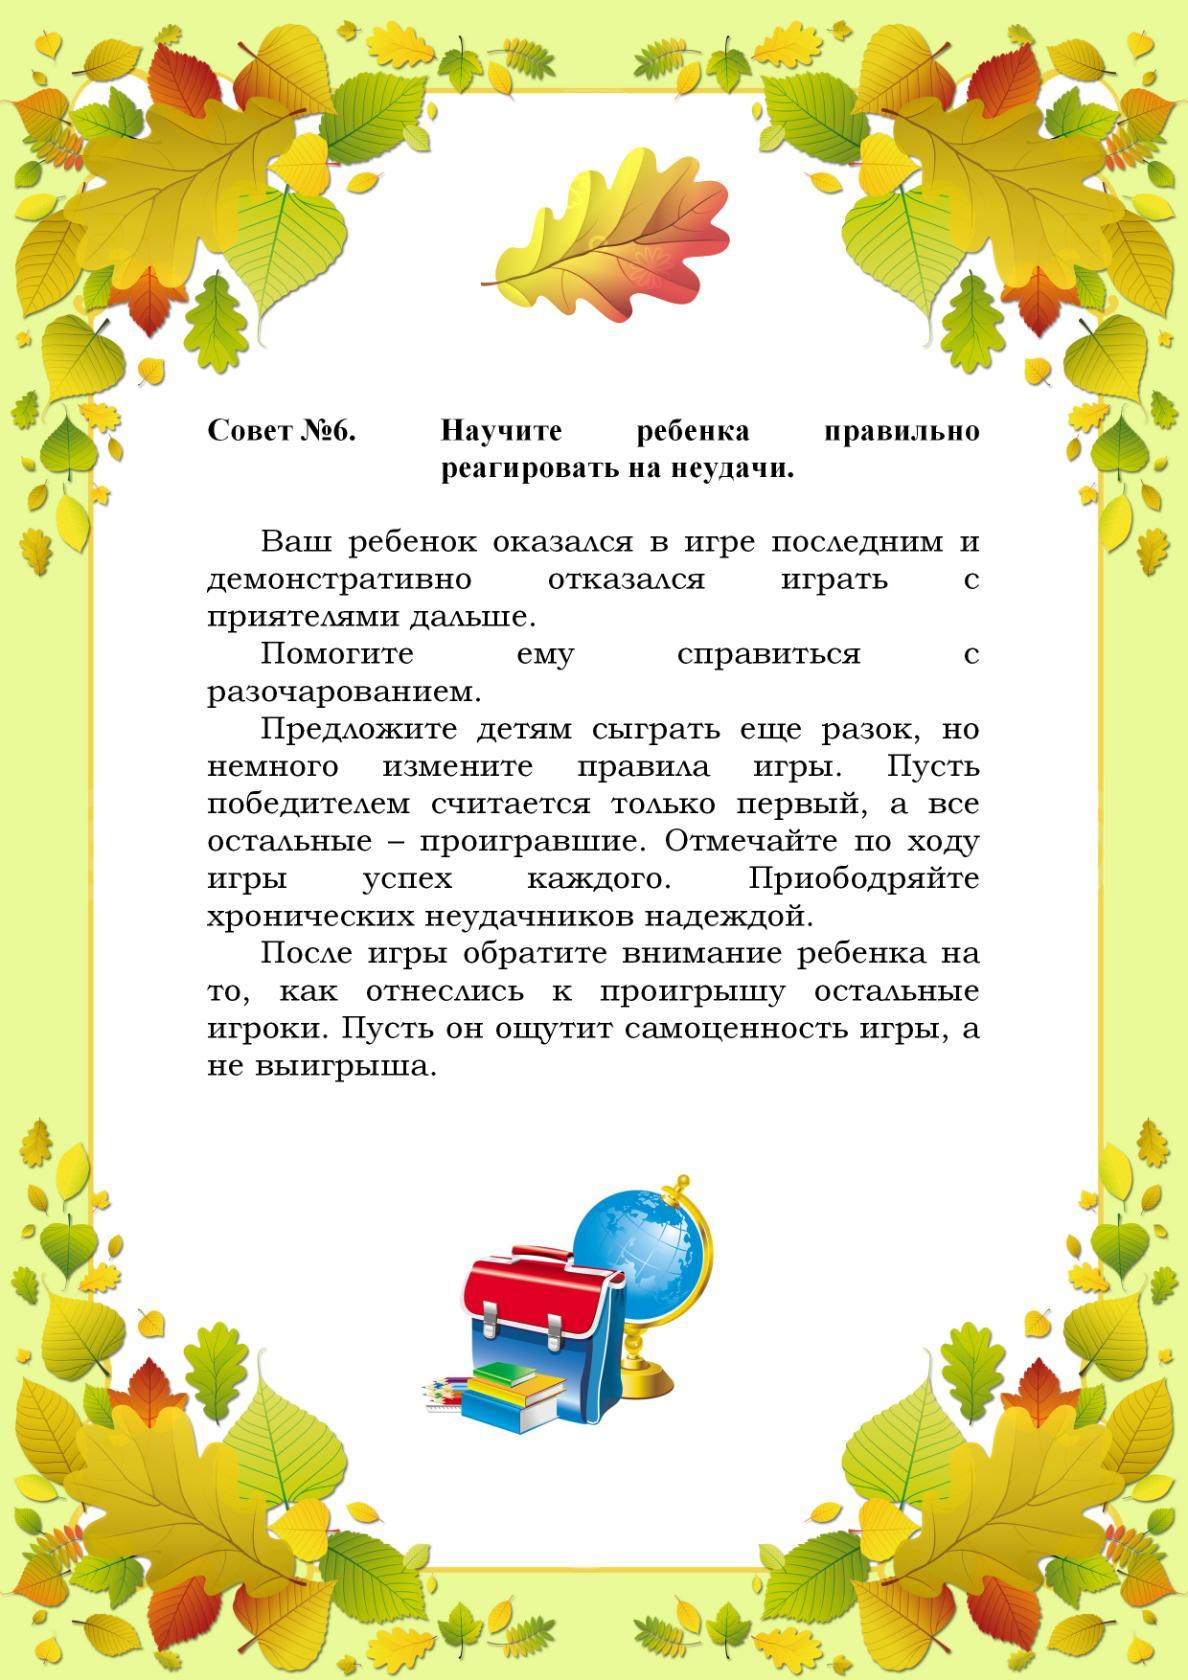 Совет №6. Научите ребенка правильно
реагировать на неудачи.
Ваш ребенок оказался в игре последним и
демонстративно отказался играть с
приятелями дальше.
Помогите ему справиться с
разочарованием.
Предложите детям сыграть еще разок, но
немного измените правила игры. Пусть
победителем считается только первый, а все
остальные – проигравшие. Отмечайте по ходу
игры успех каждого. Приободряйте
хронических неудачников надеждой.
После игры обратите внимание ребенка на
то, как отнеслись к проигрышу остальные
игроки. Пусть он ощутит самоценность игры, а
не выигрыша.